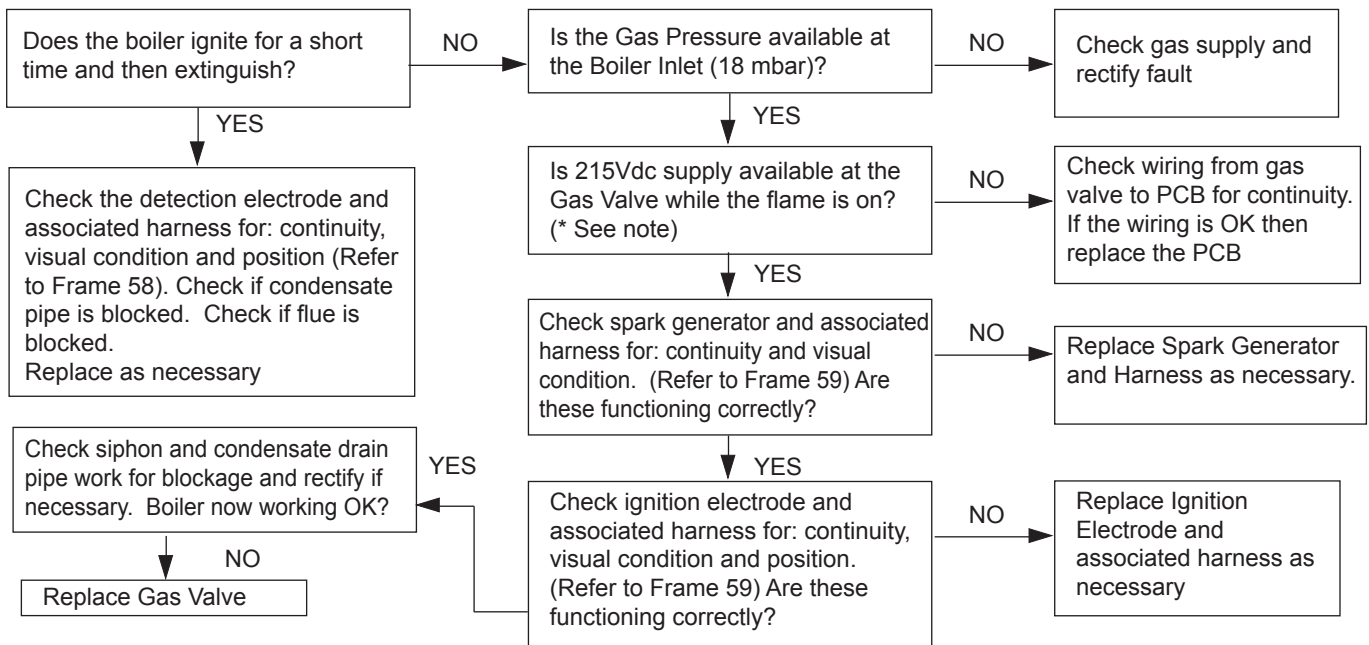 Does the boiler ignite for a short
time and then extinguish?
NO
Is the Gas Pressure available at
the Boiler Inlet (18 mbar)?
NO
Check gas supply and
rectify fault
YES
YES
Check the detection electrode and
associated harness for: continuity,
visual condition and position (Refer
to Frame 58). Check if condensate
pipe is blocked.  Check if flue is
blocked.
Replace as necessary
Is 215Vdc supply available at the
Gas Valve while the flame is on?
(* See note)
NO
Check wiring from gas
valve to PCB for continuity.
If the wiring is OK then
replace the PCB
YES
Check spark generator and associated
harness for: continuity and visual
condition.  (Refer to Frame 59) Are
these functioning correctly?
NO
Replace Spark Generator
and Harness as necessary.
YES
Check siphon and condensate drain
pipe work for blockage and rectify if
necessary.  Boiler now working OK?
YES
Check ignition electrode and
associated harness for: continuity,
visual condition and position.
(Refer to Frame 59) Are these
functioning correctly?
NO
Replace Ignition
Electrode and
associated harness as
necessary
NO
Replace Gas Valve